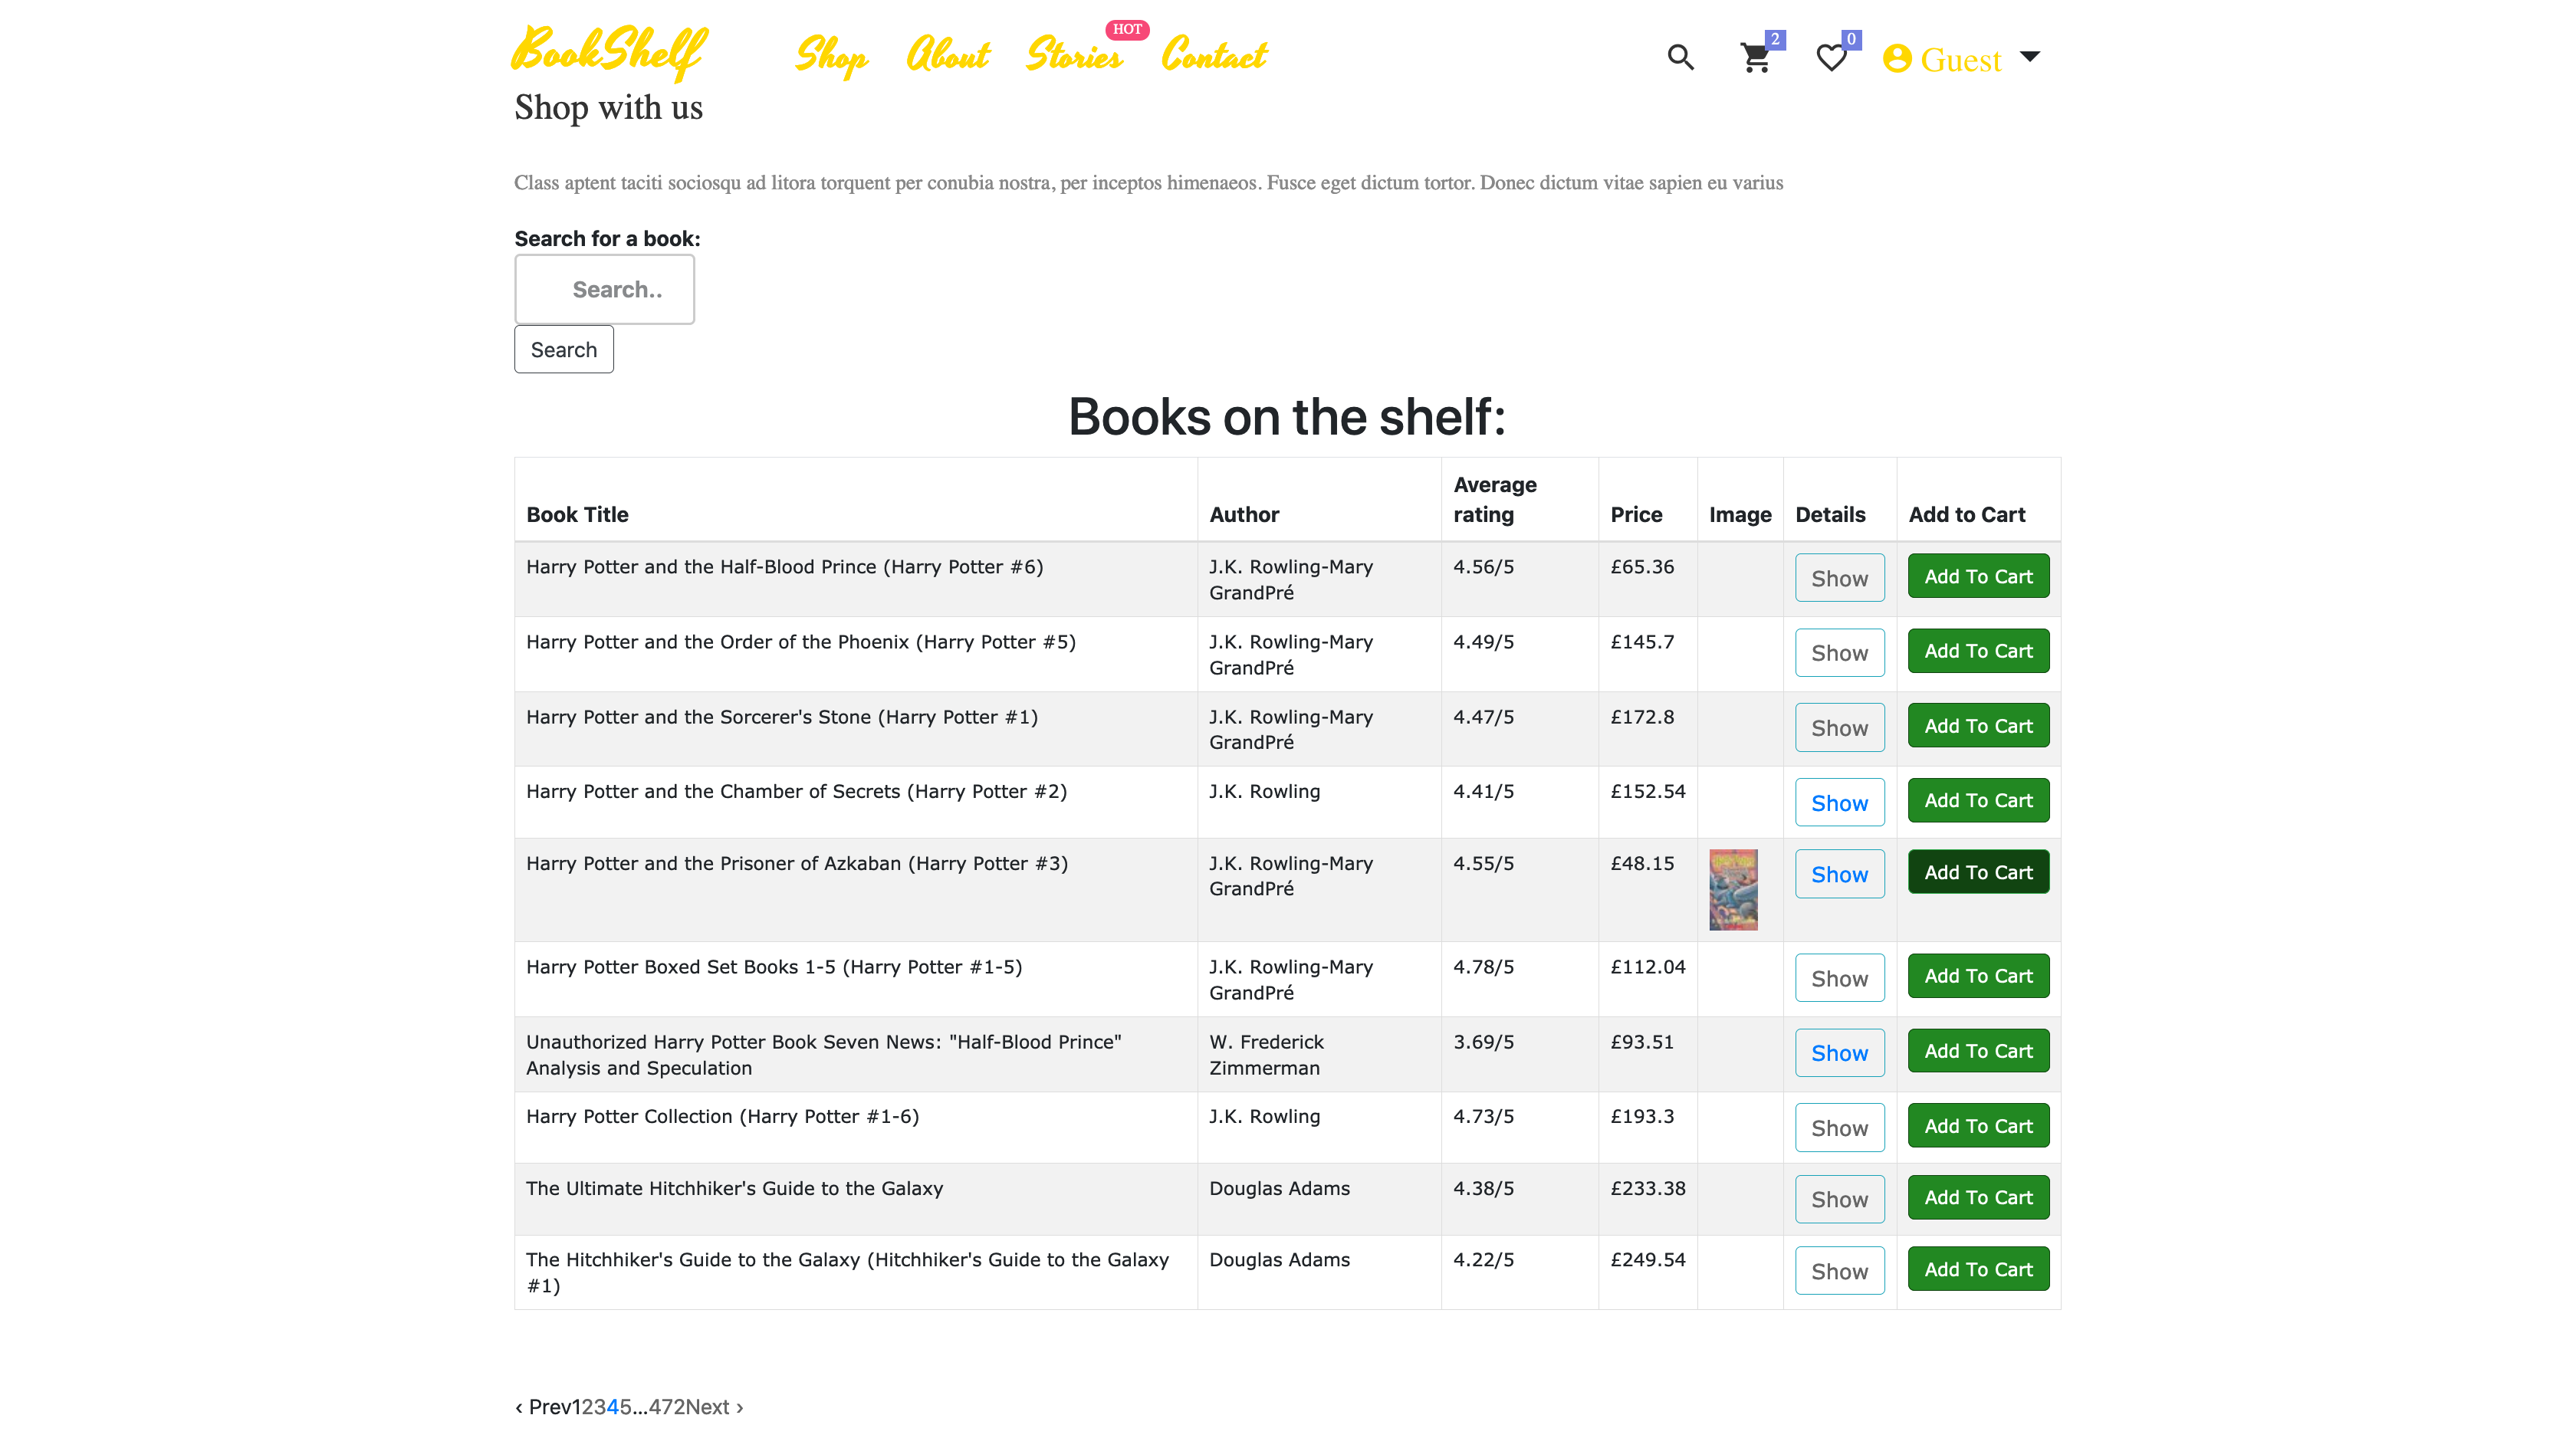 BookShelf
Shop
About
Stories
HOT
Contact
2
0
Guest
Shop with us
Class aptent taciti sociosqu ad litora torquent per conubia nostra, per inceptos himenaeos. Fusce eget dictum tortor. Donec dictum vitae sapien eu varius
Search for a book:
Search..
Search
Books on the shelf:
Book Title Author Average rating Price Image Details Add to Cart
Harry Potter and the Half-Blood Prince (Harry Potter #6) J.K. Rowling-Mary GrandPré 4.56/5 £65.36 Show Add To Cart
Harry Potter and the Order of the Phoenix (Harry Potter #5) J.K. Rowling-Mary GrandPré 4.49/5 £145.7 Show Add To Cart
Harry Potter and the Sorcerer's Stone (Harry Potter #1) J.K. Rowling-Mary GrandPré 4.47/5 £172.8 Show Add To Cart
Harry Potter and the Chamber of Secrets (Harry Potter #2) J.K. Rowling 4.41/5 £152.54 Show Add To Cart
Harry Potter and the Prisoner of Azkaban (Harry Potter #3) J.K. Rowling-Mary GrandPré 4.55/5 £48.15 Show Add To Cart
Harry Potter Boxed Set Books 1-5 (Harry Potter #1-5) J.K. Rowling-Mary GrandPré 4.78/5 £112.04 Show Add To Cart
Unauthorized Harry Potter Book Seven News: "Half-Blood Prince" Analysis and Speculation W. Frederick Zimmerman 3.69/5 £93.51 Show Add To Cart
Harry Potter Collection (Harry Potter #1-6) J.K. Rowling 4.73/5 £193.3 Show Add To Cart
The Ultimate Hitchhiker's Guide to the Galaxy Douglas Adams 4.38/5 £233.38 Show Add To Cart
The Hitchhiker's Guide to the Galaxy (Hitchhiker's Guide to the Galaxy #1) Douglas Adams 4.22/5 £249.54 Show Add To Cart
‹ Prev12345...472Next ›